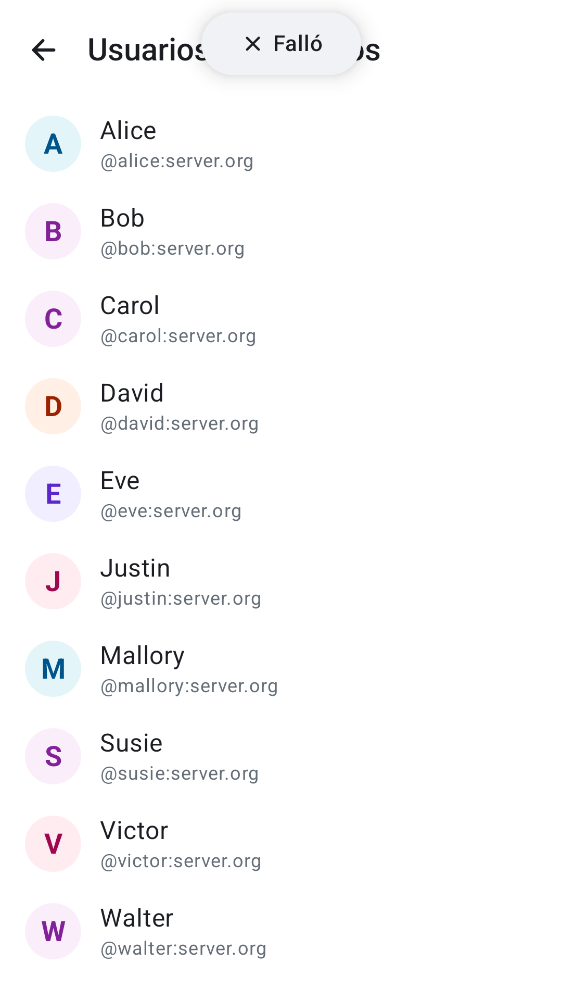 Usuarios
Falló
A
Alice
@alice:server.org
B
Bob
@bob:server.org
C
Carol
@carol:server.org
D
David
@david:server.org
E
Eve
@eve:server.org
J
Justin
@justin:server.org
M
Mallory
@mallory:server.org
S
Susie
@susie:server.org
V
Victor
@victor:server.org
W
Walter
@walter:server.org